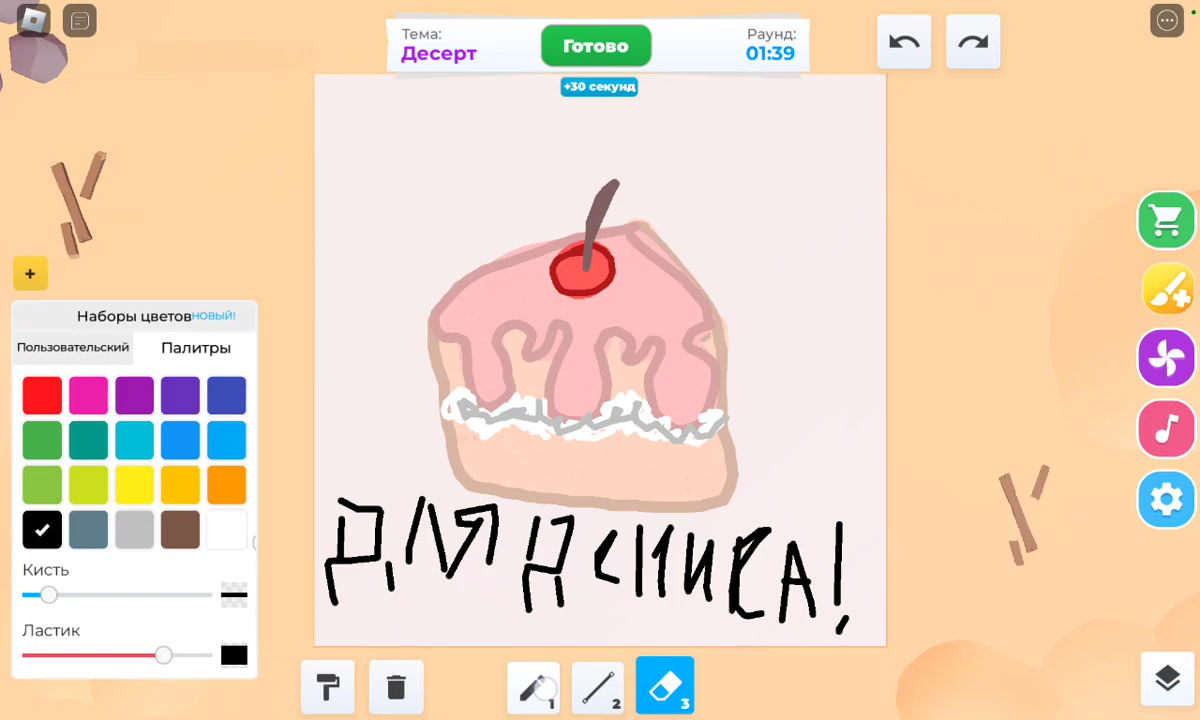 Тема:
Десерт
Готово
Раунд:
01:39
+30 секунд
+
Наборы цветов НОВЫЙ!
Пользовательский Палитры
Кисть
Ластик
ДЛЯ ДЕНИСА!
1 2 3